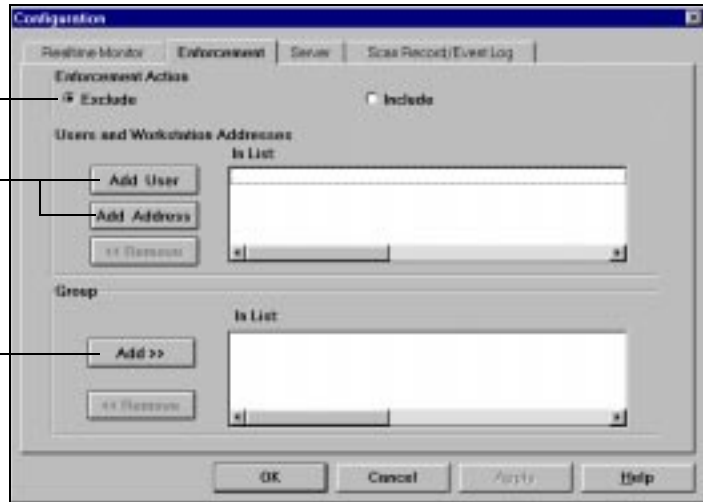 Configuration
Realtime Monitor Enforcement Server Scan Record/Event Log
Enforcement Action
Exclude Include
Users and Workstation Addresses
In List
Add User
Add Address
<< Remove
Group
In List
Add >>
<< Remove
OK Cancel Apply Help